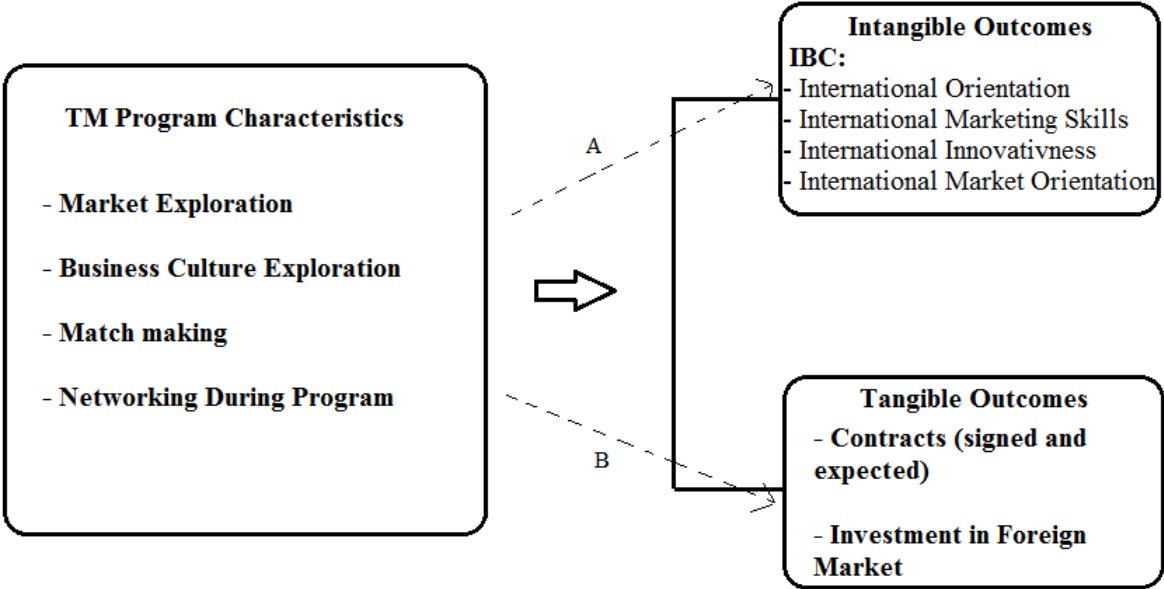 TM Program Characteristics
- Market Exploration
- Business Culture Exploration
- Match making
- Networking During Program
A
B
Intangible Outcomes
IBC:
- International Orientation
- International Marketing Skills
- International Innovativness
- International Market Orientation
Tangible Outcomes
- Contracts (signed and
expected)
- Investment in Foreign
Market